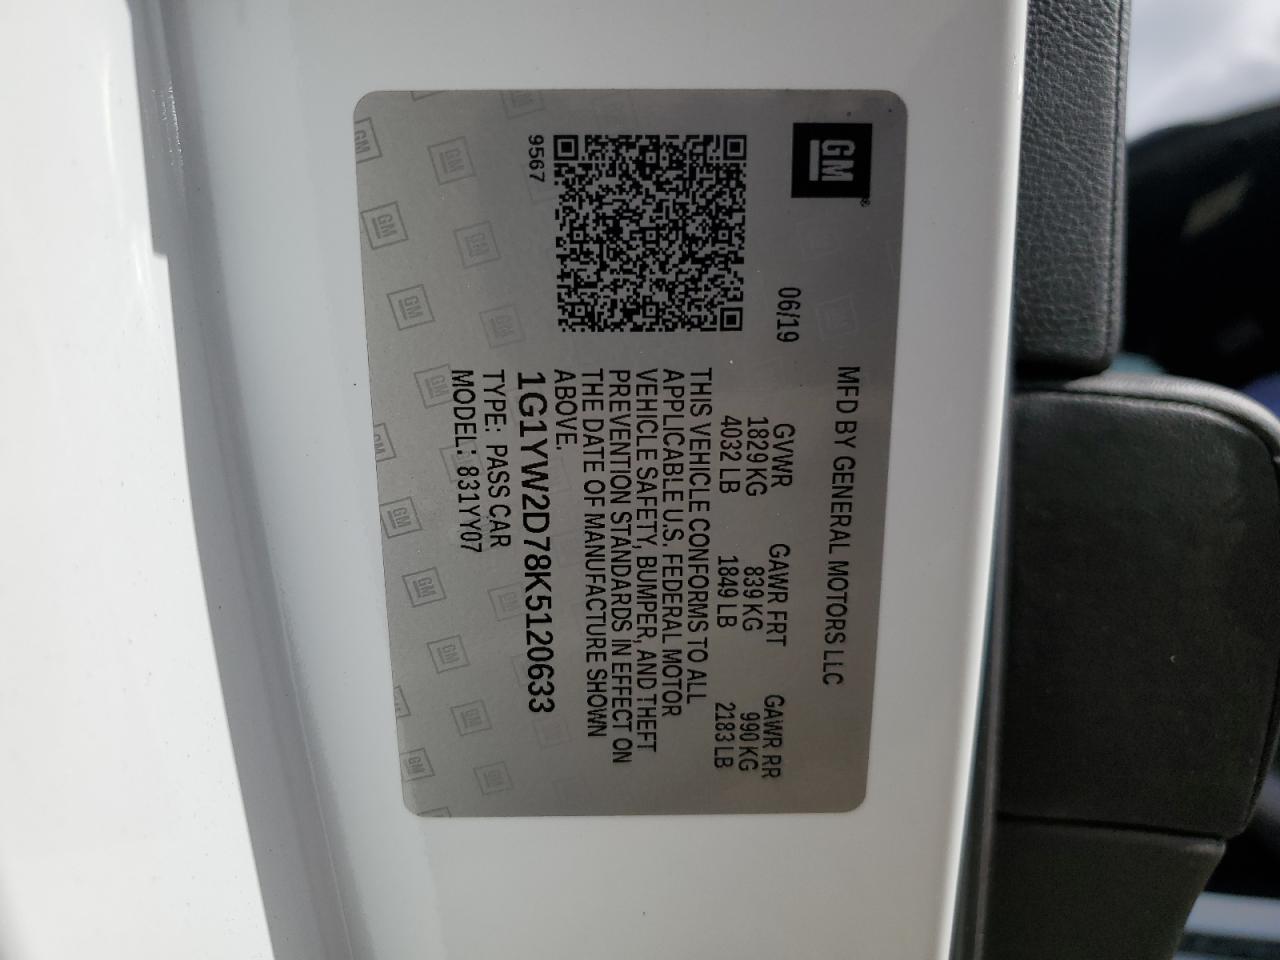 GM
MFD BY GENERAL MOTORS LLC
06/19
GVWR GAWR FRT GAWR RR
1829 KG 839 KG 990 KG
4032 LB 1849 LB 2183 LB
THIS VEHICLE CONFORMS TO ALL
APPLICABLE U.S. FEDERAL MOTOR
VEHICLE SAFETY, BUMPER, AND THEFT
PREVENTION STANDARDS IN EFFECT ON
THE DATE OF MANUFACTURE SHOWN
ABOVE.
9567
1G1YW2D78K5120633
TYPE: PASS CAR
MODEL: 831YY07